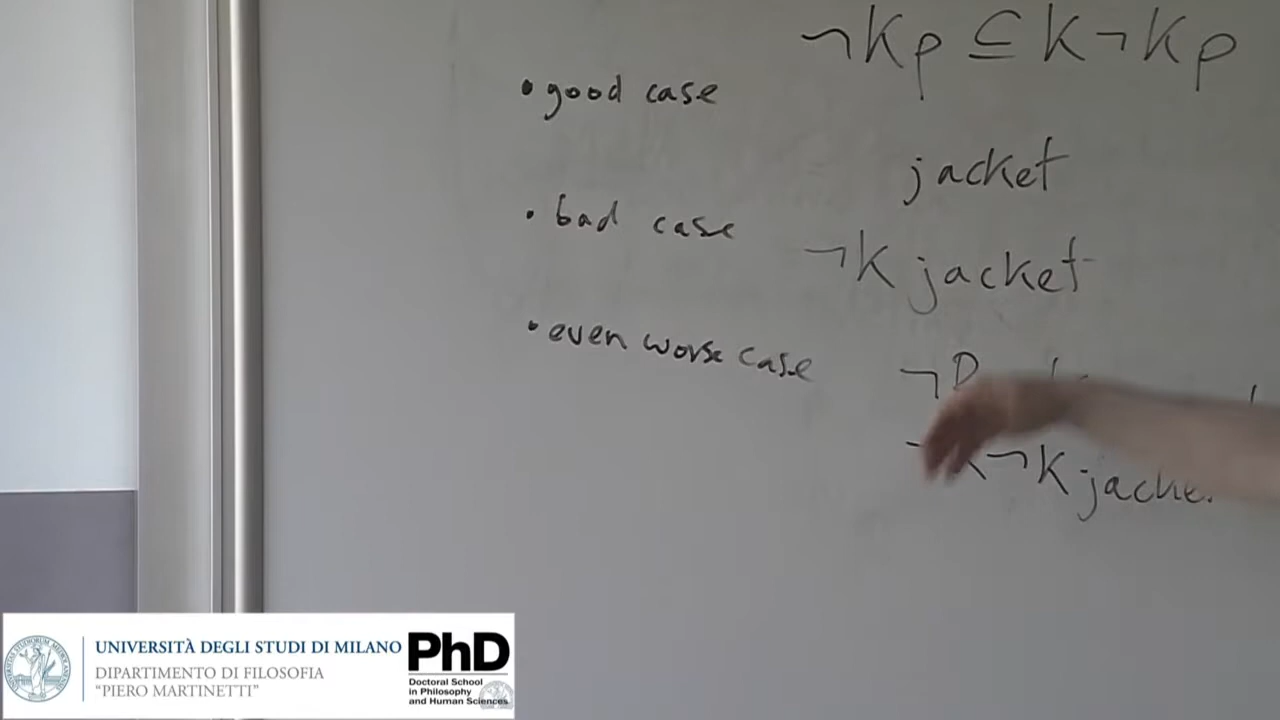 ¬Kp ⊆ K¬Kp
• good case
jacket
• bad case
¬K jacket
• even worse case
¬K jacket
UNIVERSITÀ DEGLI STUDI DI MILANO
DIPARTIMENTO DI FILOSOFIA
"PIERO MARTINETTI"
PhD
Doctoral School
in Philosophy
and Human Sciences